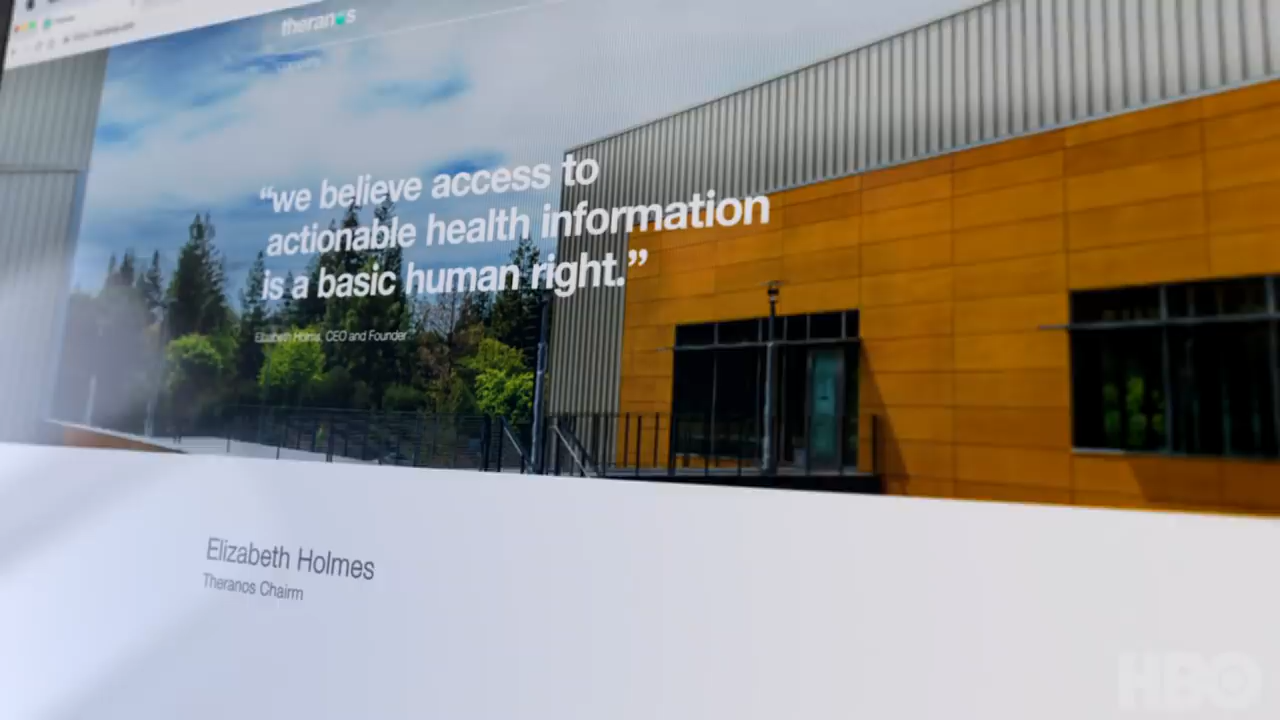 theranos
“we believe access to
actionable health information
is a basic human right.”
Elizabeth Holmes, CEO and Founder
Elizabeth Holmes
Theranos Chairm
HBO